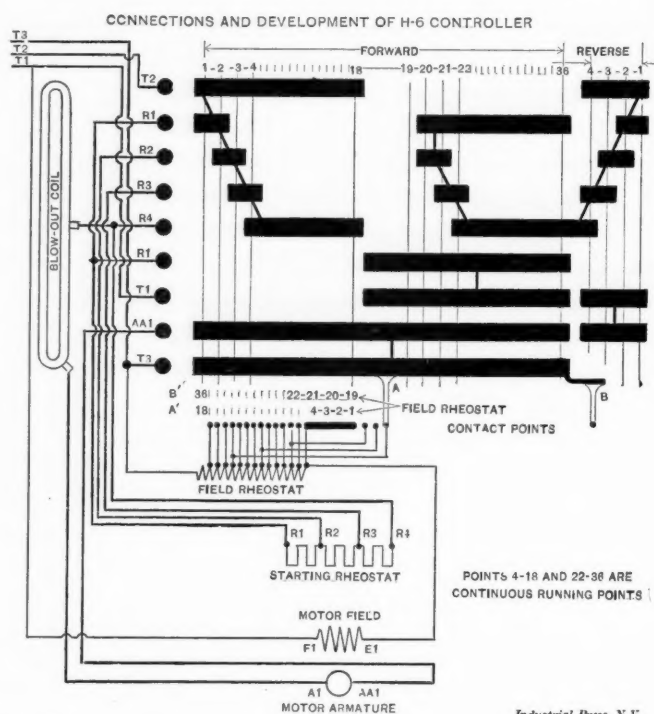 CONNECTIONS AND DEVELOPMENT OF H-6 CONTROLLER
T3
T2
T1
FORWARD
REVERSE
1-2-3-4
18
19-20-21-23
36
4-3-2-1
T2
R1
R2
R3
R4
R1
T1
AA1
T3
BLOW-OUT COIL
A
B
B'
36
22-21-20-19
A'
18
4-3-2-1
FIELD RHEOSTAT
CONTACT POINTS
FIELD RHEOSTAT
R1 R2 R3 R4
STARTING RHEOSTAT
POINTS 4-18 AND 22-36 ARE
CONTINUOUS RUNNING POINTS
MOTOR FIELD
F1 E1
A1 AA1
MOTOR ARMATURE
Industrial Press, N.Y.